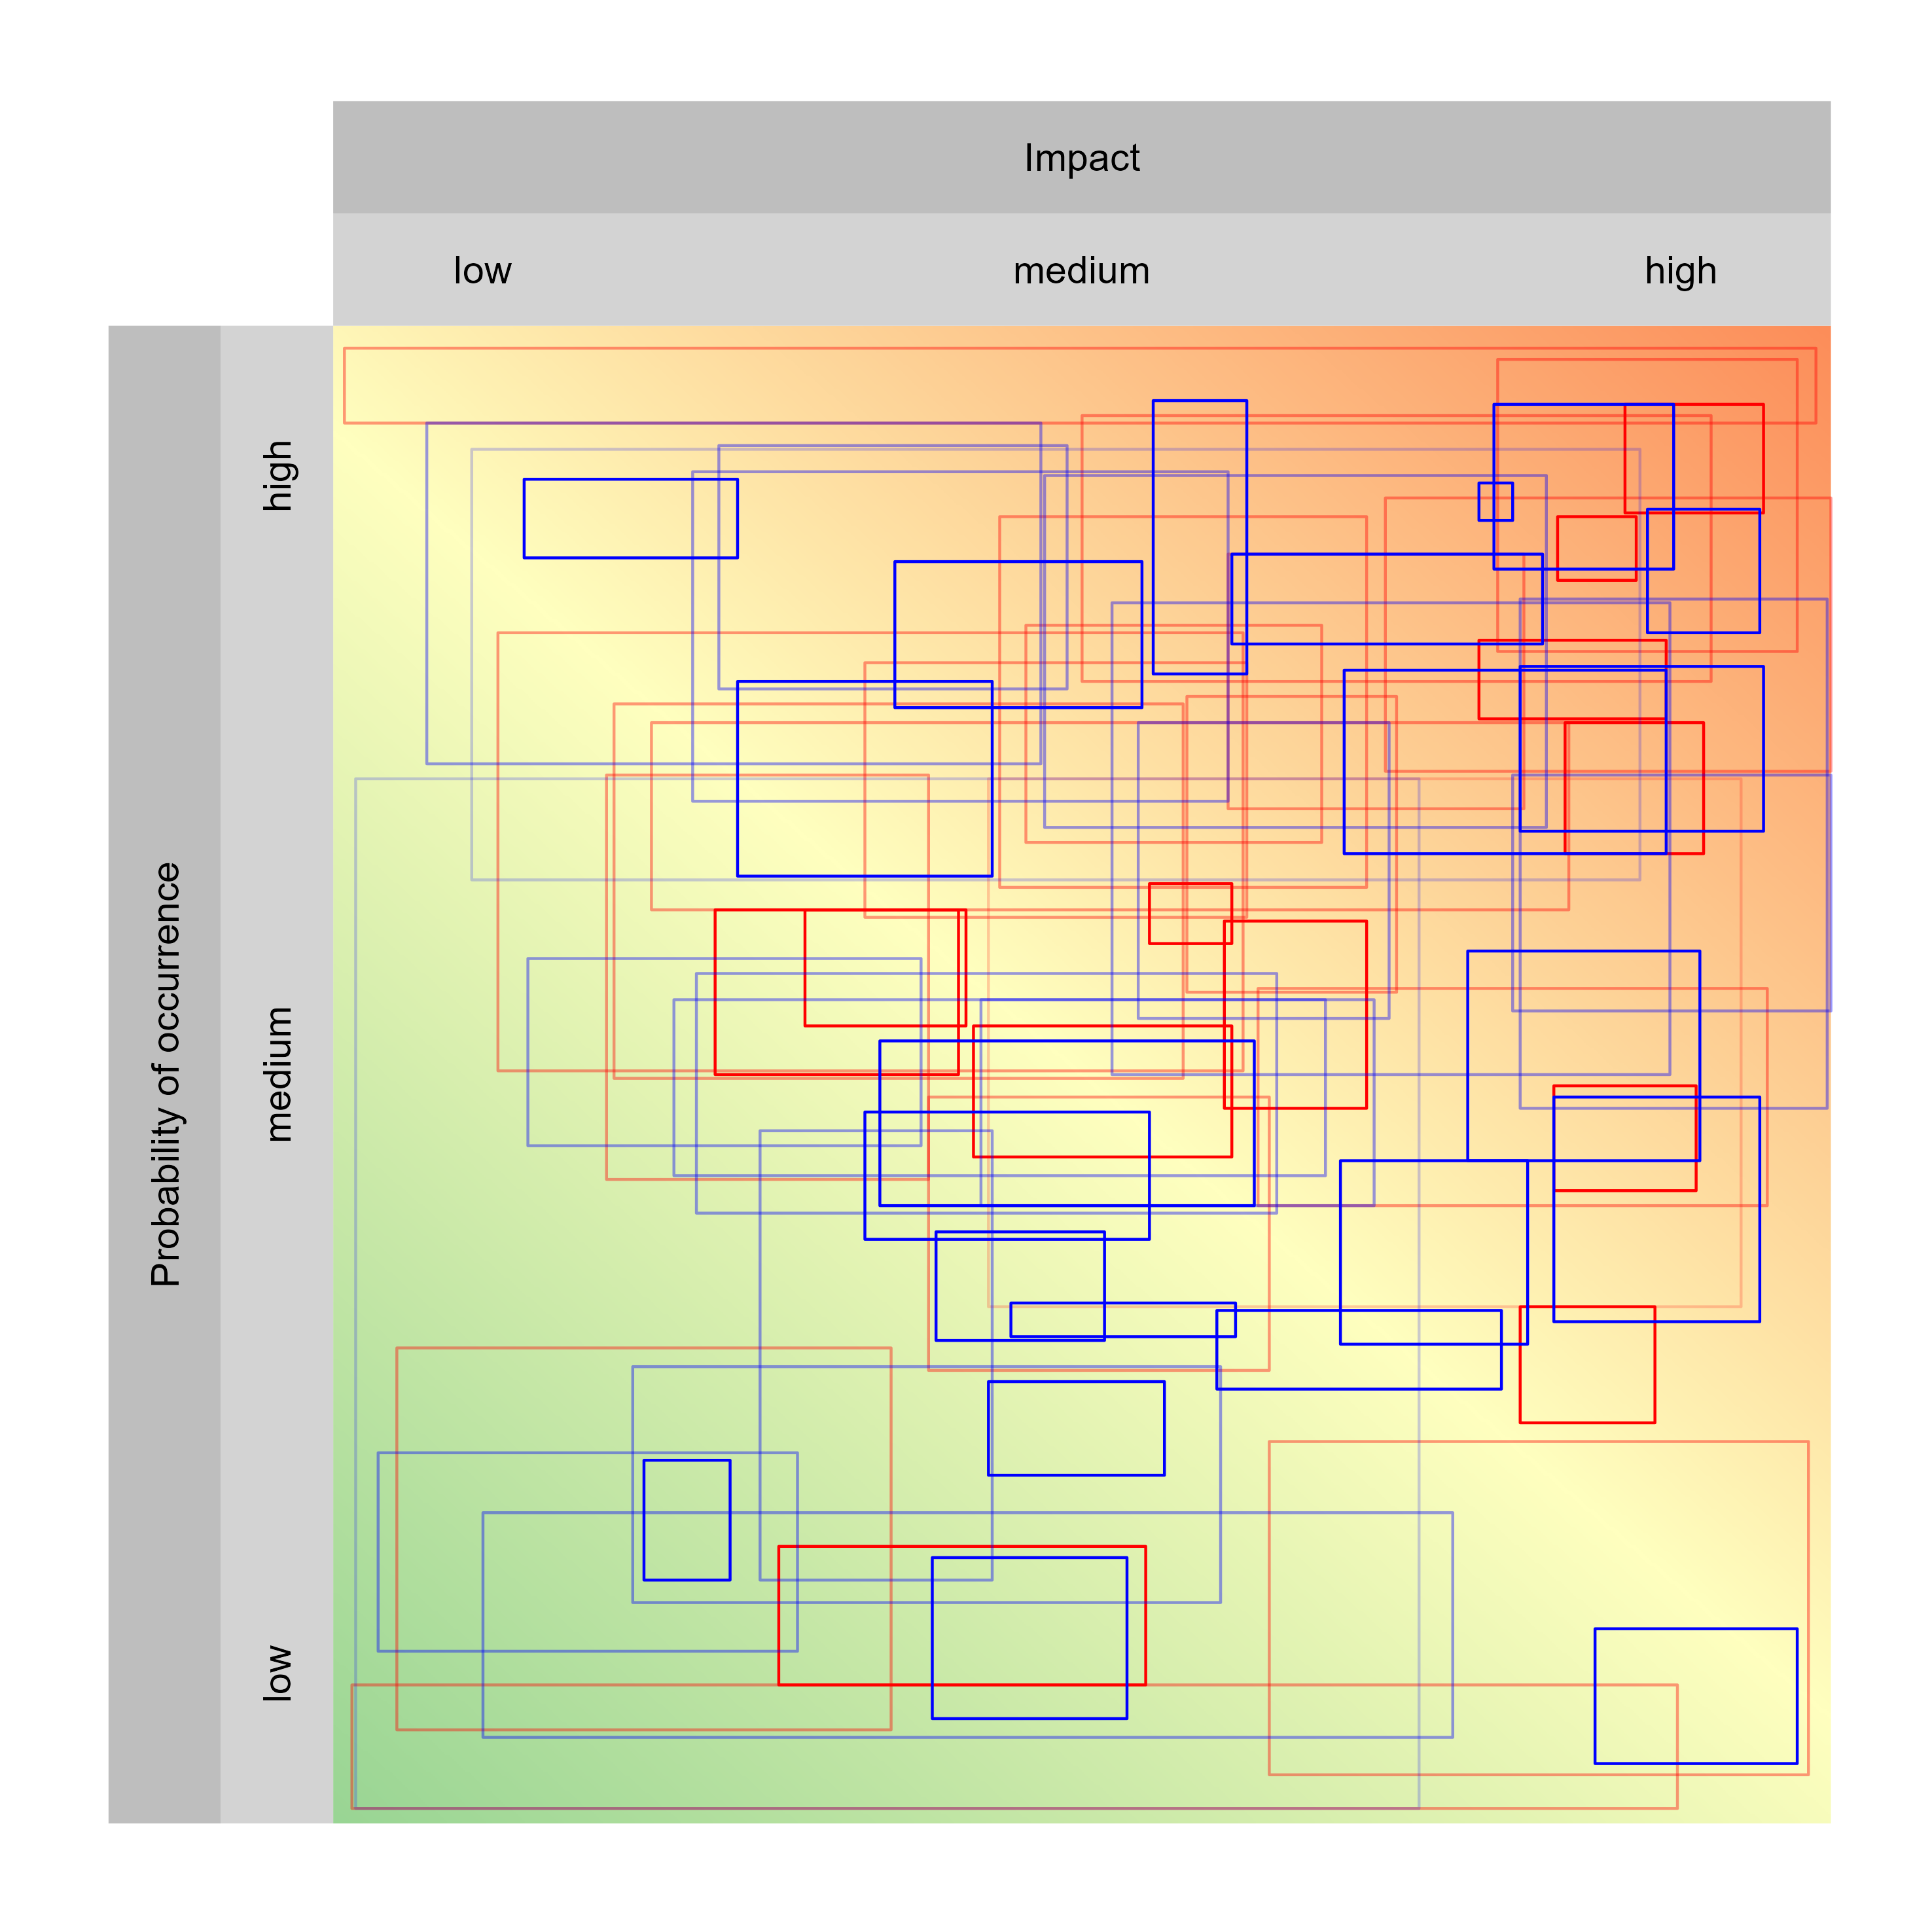 Impact
low
medium
high
Probability of occurrence
high
medium
low